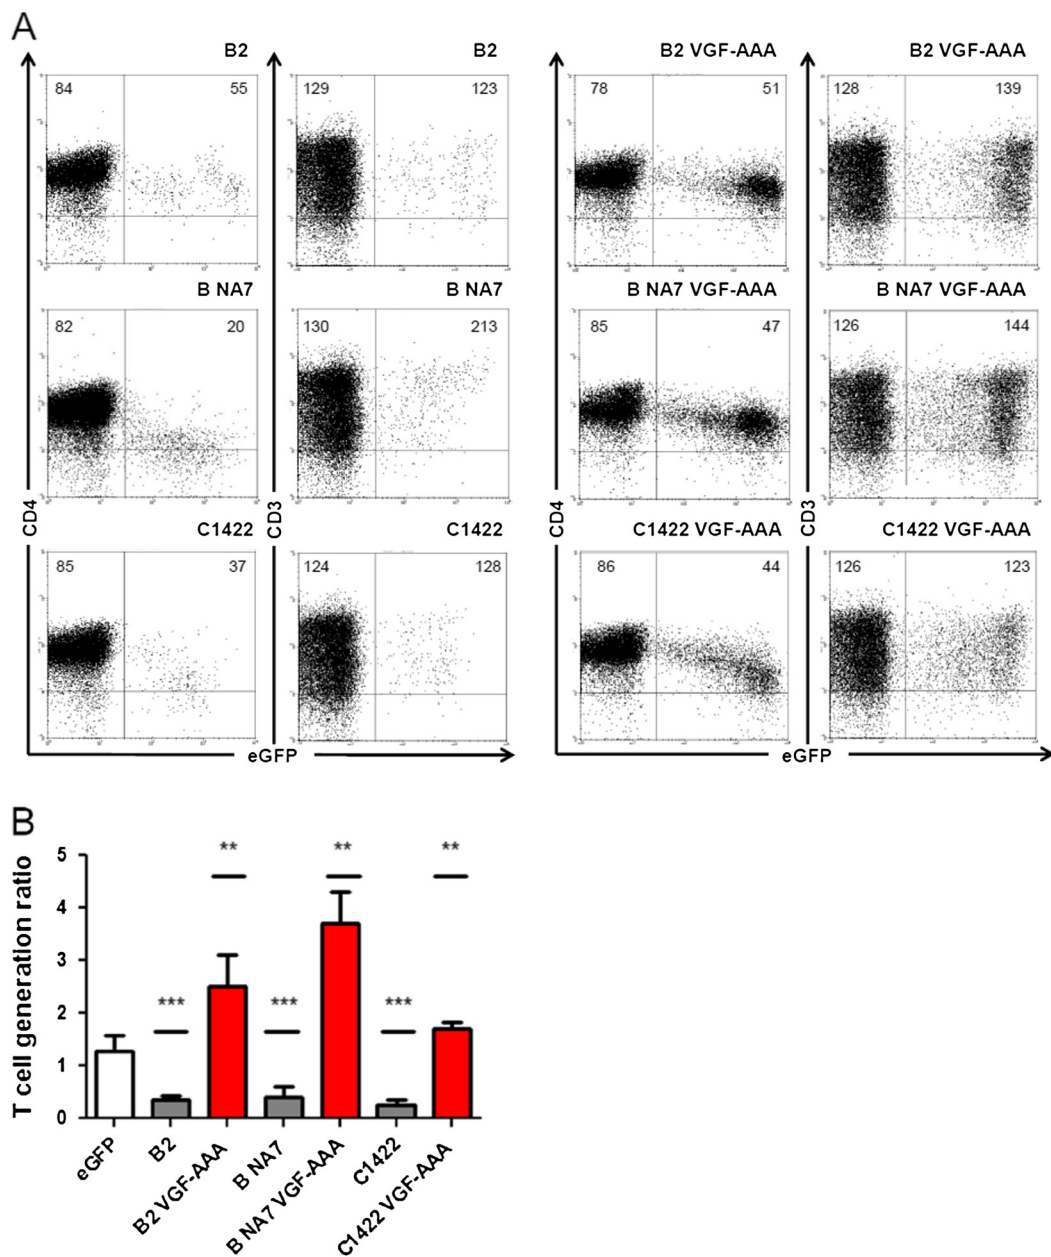 A
B2
B2
B2 VGF-AAA
B2 VGF-AAA
84 55
129 123
78 51
128 139
B NA7
B NA7
B NA7 VGF-AAA
B NA7 VGF-AAA
82 20
130 213
85 47
126 144
CD4
CD3
CD4
CD3
C1422
C1422
C1422 VGF-AAA
C1422 VGF-AAA
85 37
124 128
86 44
126 123
eGFP
eGFP
B
T cell generation ratio
5
4
3
2
1
0
***
**
***
**
***
**
eGFP
B2
B2 VGF-AAA
B NA7
B NA7 VGF-AAA
C1422
C1422 VGF-AAA